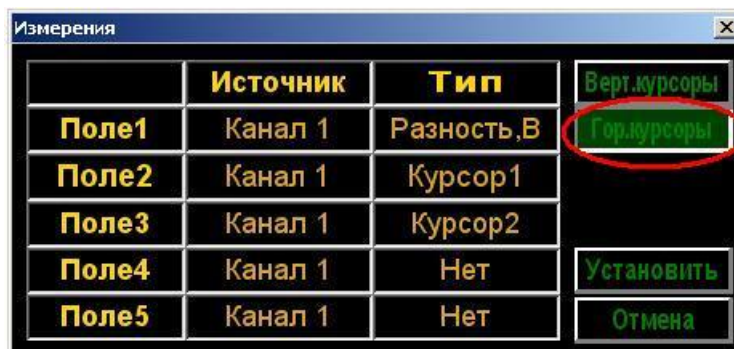 Измерения
Источник Тип Верт.курсоры
Поле1 Канал 1 Разность,В Гор.курсоры
Поле2 Канал 1 Курсор1
Поле3 Канал 1 Курсор2
Поле4 Канал 1 Нет Установить
Поле5 Канал 1 Нет Отмена